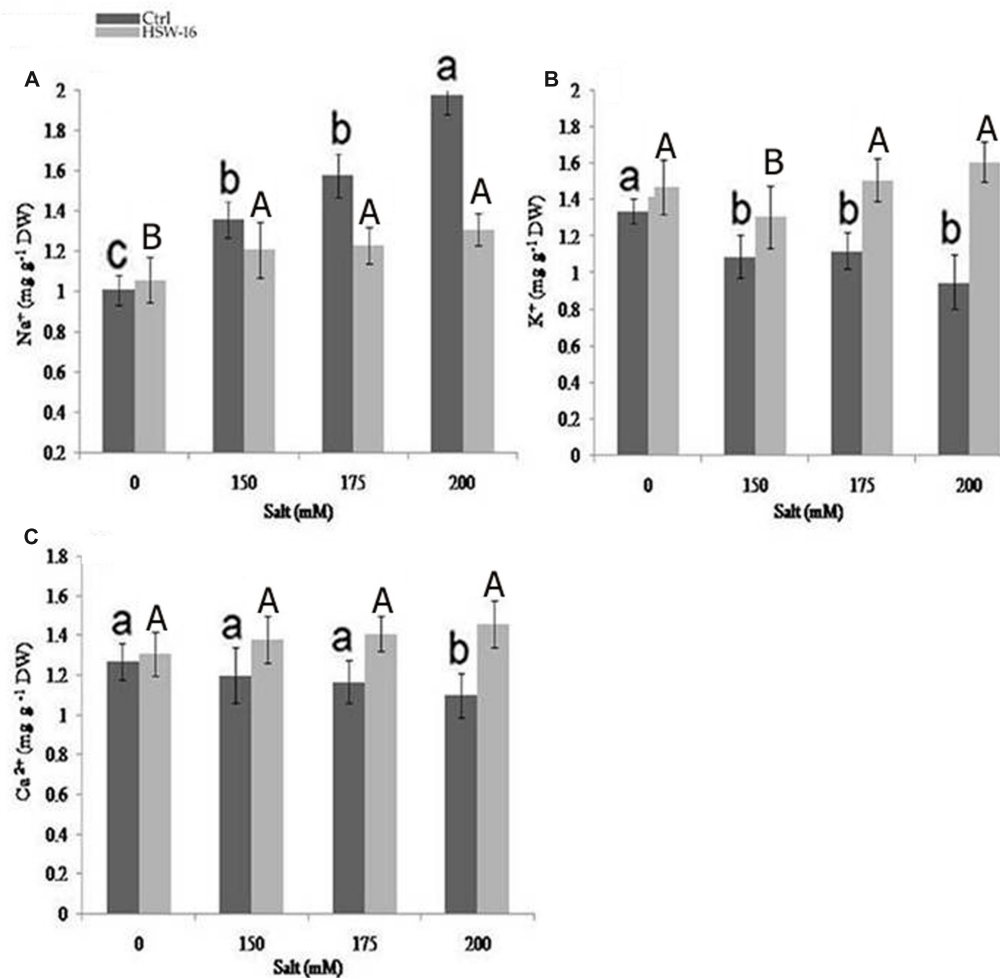 Ctrl
HSW-16
A
2
1.8
1.6
1.4
1.2
1
0.8
0.6
0.4
0.2
Na⁺ (mg g⁻¹ DW)
c B b A b A a A
0 150 175 200
Salt (mM)
B
2
1.8
1.6
1.4
1.2
1
0.8
0.6
0.4
0.2
0
K⁺ (mg g⁻¹ DW)
a A b B b A b A
0 150 175 200
Salt (mM)
C
1.8
1.6
1.4
1.2
1
0.8
0.6
0.4
0.2
0
Ca²⁺ (mg g⁻¹ DW)
a A a A a A b A
0 150 175 200
Salt (mM)